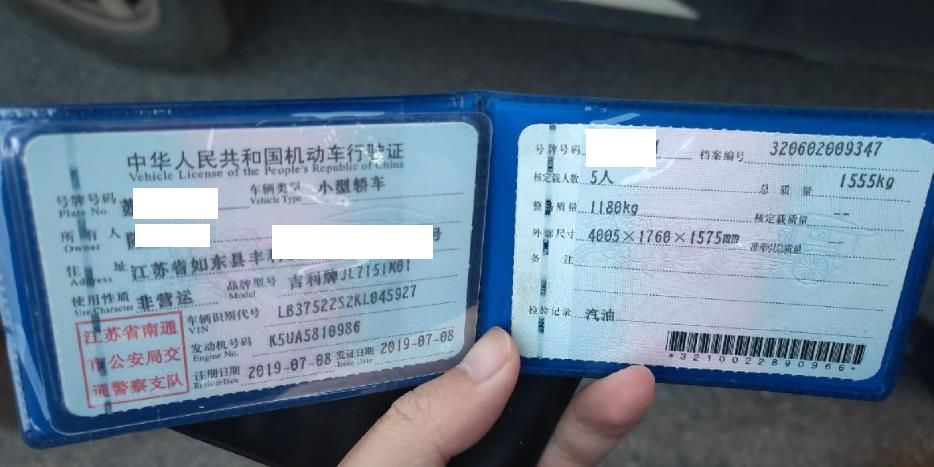 中华人民共和国机动车行驶证
Vehicle License of the People's Republic of China
号牌号码 苏 车辆类型 小型轿车
Plate No. Vehicle Type
所有人 号
Owner
住址 江苏省如东县丰
Address
使用性质 非营运 品牌型号 吉利牌JL7151K01
Use Character Model
江苏省南通
市公安局交
通警察支队
车辆识别代号 LB37522S2KL045927
VIN
发动机号码 K5UA5810986
Engine No.
注册日期 2019-07-08 发证日期 2019-07-08
Register Date Issue Date
号牌号码 档案编号 320602009347
核定载人数 5人 总质量 1555kg
整备质量 1180kg 核定载质量 --
外廓尺寸 4005×1760×1575mm 准牵引总质量 --
备注
检验记录 汽油
*3210022890966*